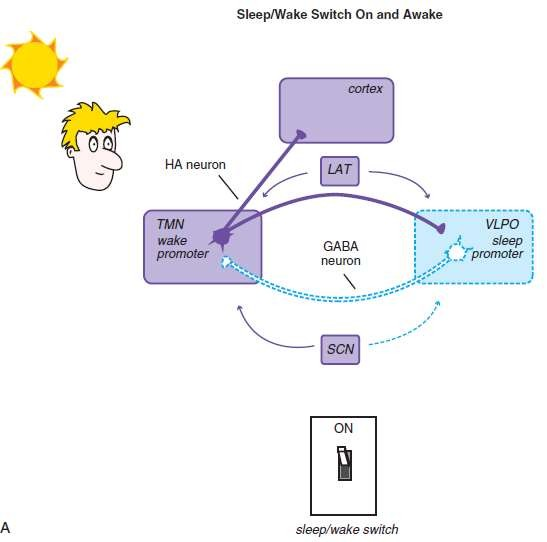 Sleep/Wake Switch On and Awake
cortex
HA neuron
LAT
TMN
wake
promoter
VLPO
sleep
promoter
GABA
neuron
SCN
ON
A
sleep/wake switch